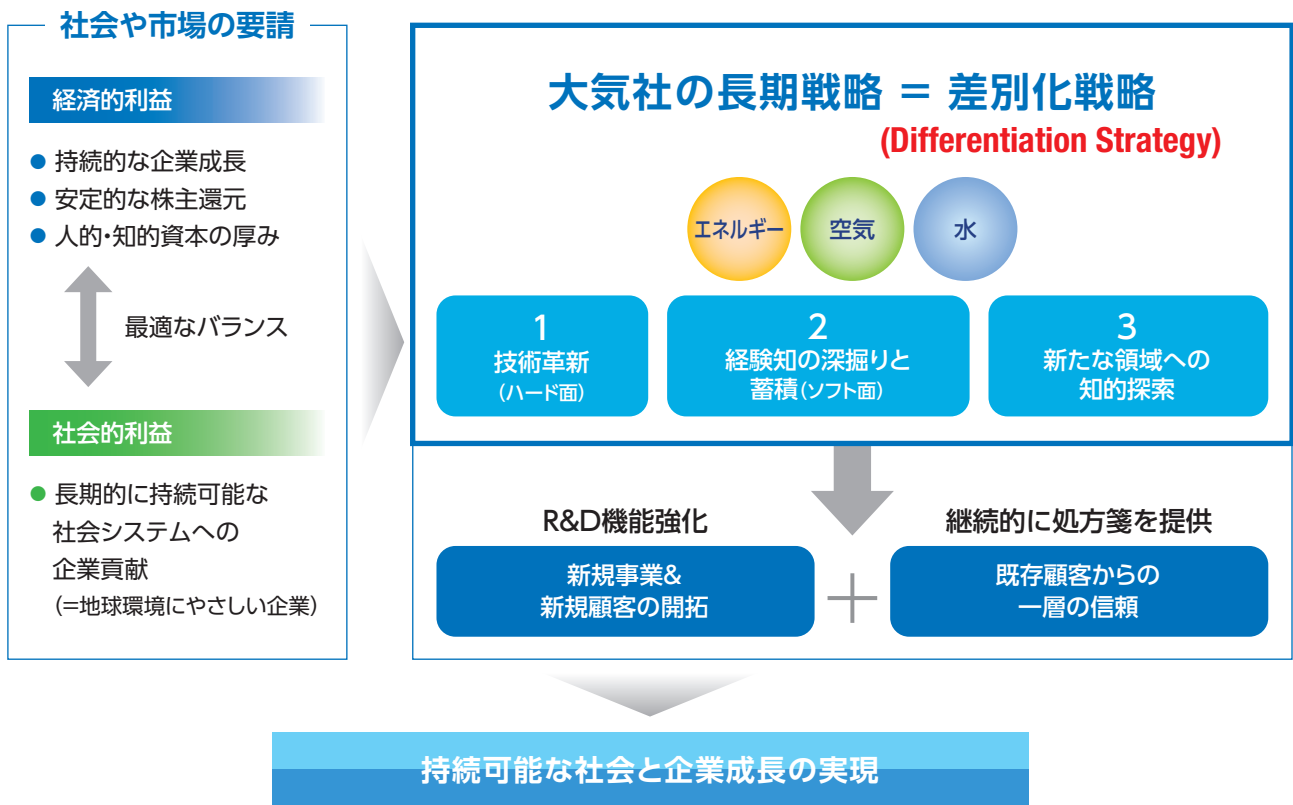 社会や市場の要請
経済的利益
● 持続的な企業成長
● 安定的な株主還元
● 人的・知的資本の厚み
最適なバランス
社会的利益
● 長期的に持続可能な
社会システムへの
企業貢献
(=地球環境にやさしい企業)
大気社の長期戦略 = 差別化戦略
(Differentiation Strategy)
エネルギー
空気
水
1
技術革新
(ハード面)
2
経験知の深掘りと
蓄積(ソフト面)
3
新たな領域への
知的探索
R&D機能強化
新規事業&
新規顧客の開拓
+
継続的に処方箋を提供
既存顧客からの
一層の信頼
持続可能な社会と企業成長の実現